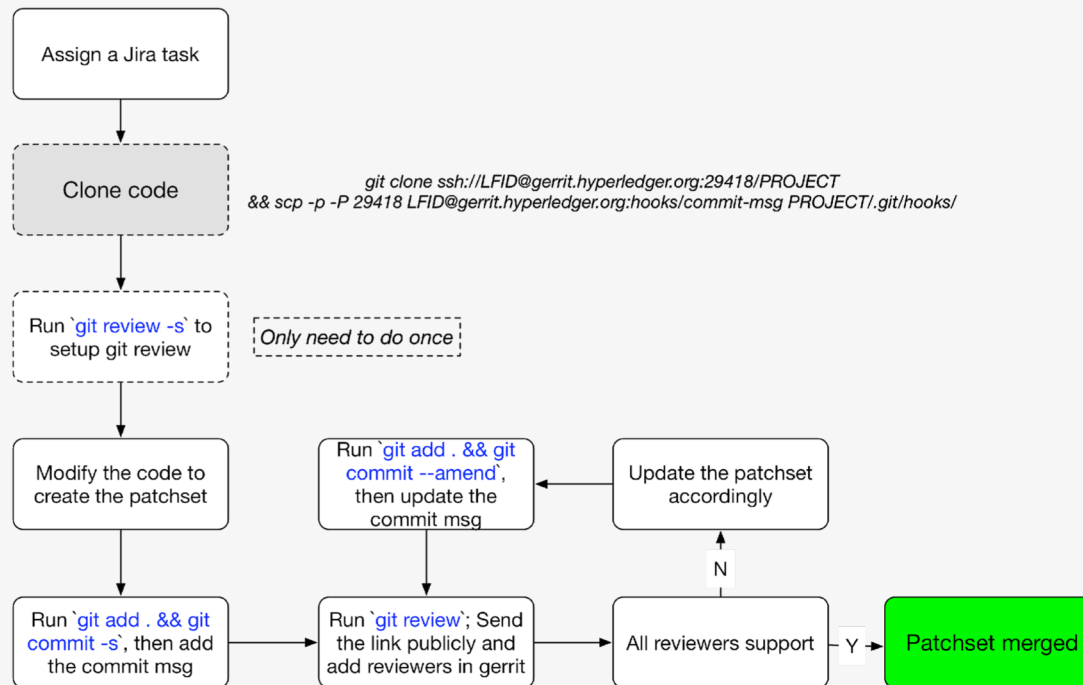 Assign a Jira task
Clone code
git clone ssh://LFID@gerrit.hyperledger.org:29418/PROJECT
&& scp -p -P 29418 LFID@gerrit.hyperledger.org:hooks/commit-msg PROJECT/.git/hooks/
Run `git review -s` to
setup git review
Only need to do once
Modify the code to
create the patchset
Run `git add . && git
commit --amend`,
then update the
commit msg
Update the patchset
accordingly
N
Run `git add . && git
commit -s`, then add
the commit msg
Run `git review`; Send
the link publicly and
add reviewers in gerrit
All reviewers support
Y
Patchset merged